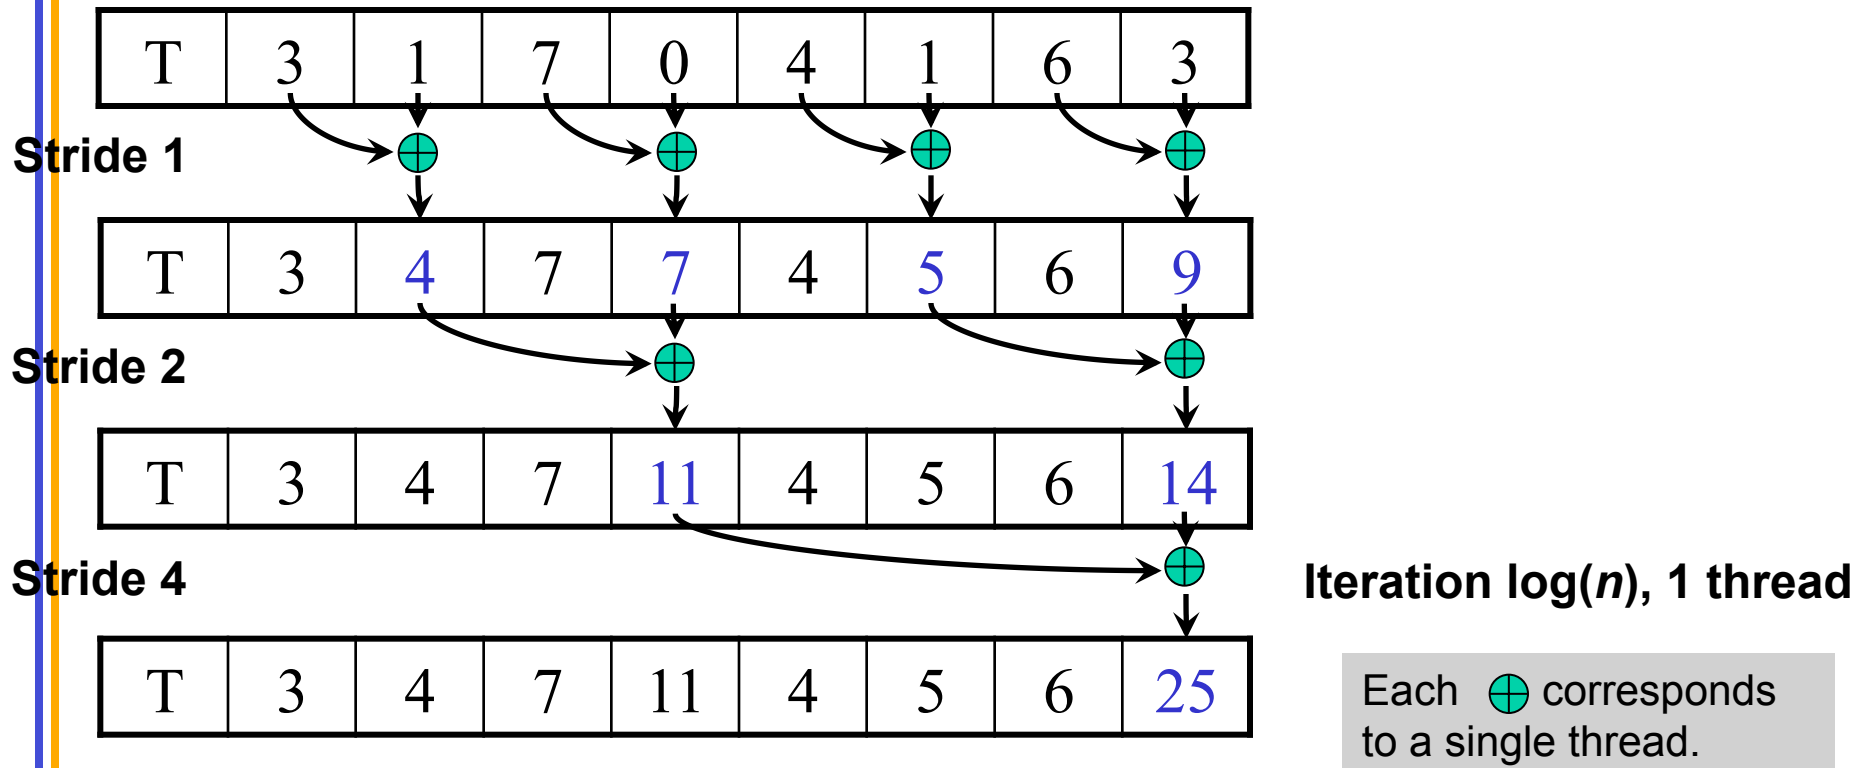 T 3 1 7 0 4 1 6 3
Stride 1
T 3 4 7 7 4 5 6 9
Stride 2
T 3 4 7 11 4 5 6 14
Stride 4
Iteration log(n), 1 thread
T 3 4 7 11 4 5 6 25
Each ⊕ corresponds
to a single thread.